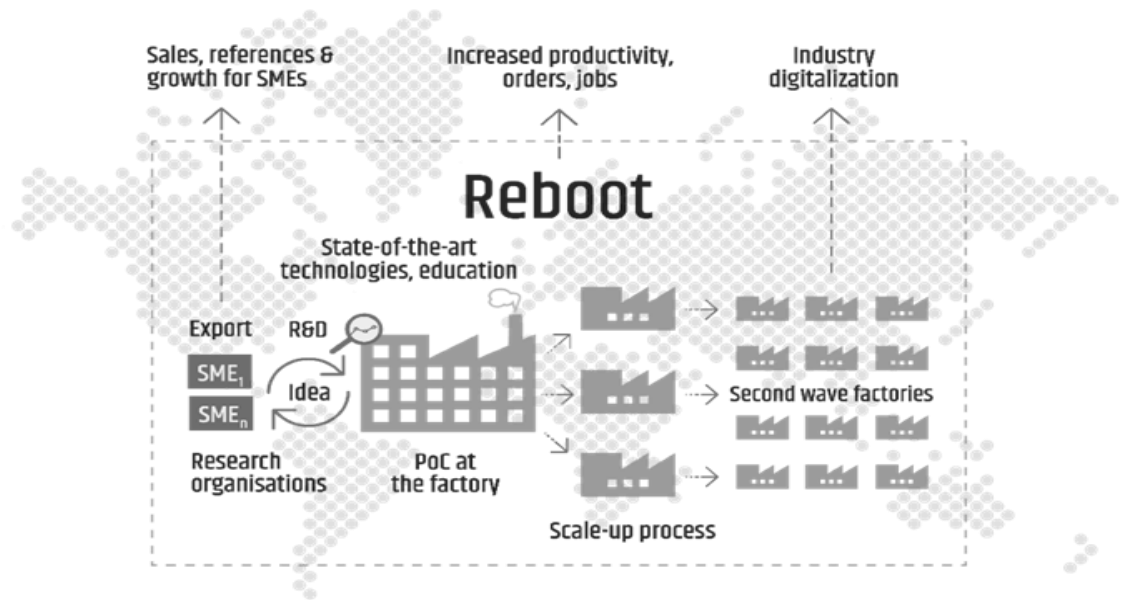 Sales, references &
growth for SMEs
Increased productivity,
orders, jobs
Industry
digitalization
Reboot
State-of-the-art
technologies, education
Export
R&D
SME₁
Idea
SMEₙ
Research
organisations
PoC at
the factory
Second wave factories
Scale-up process